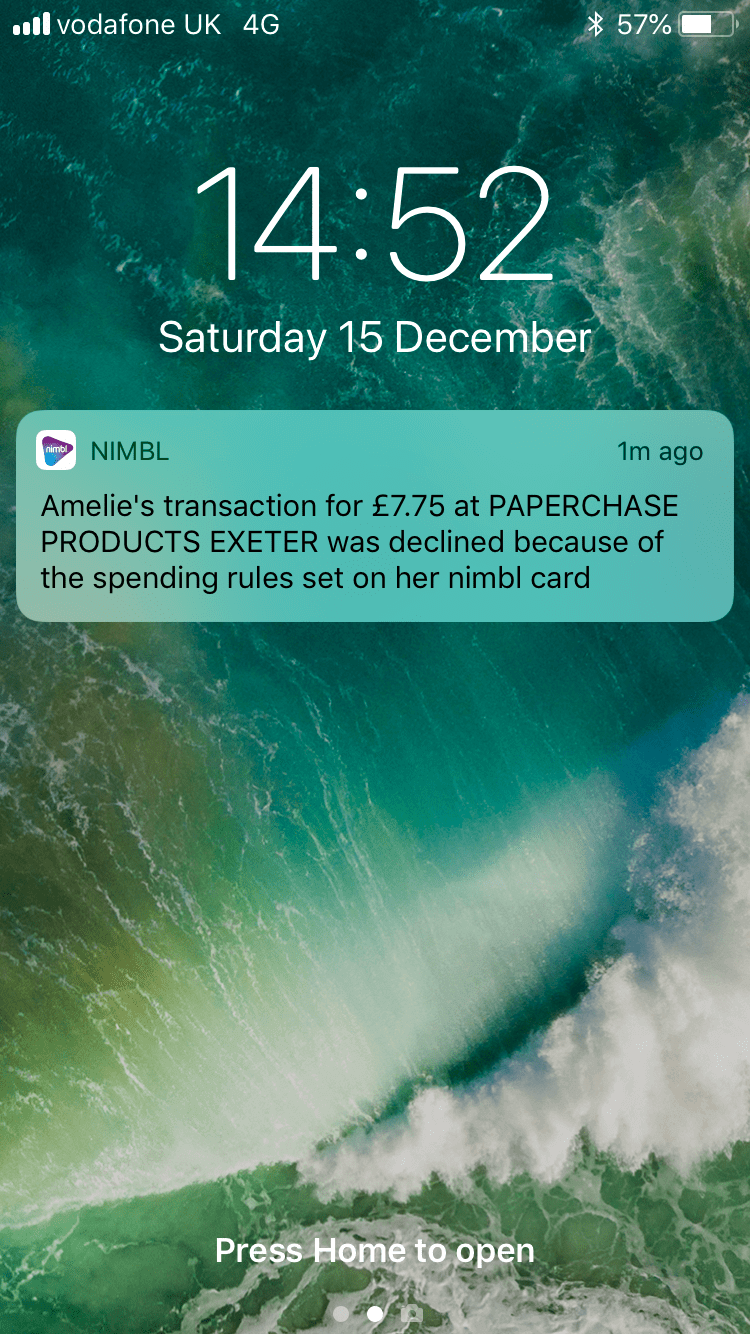 vodafone UK 4G 57%
14:52
Saturday 15 December
nimbl NIMBL 1m ago
Amelie's transaction for £7.75 at PAPERCHASE
PRODUCTS EXETER was declined because of
the spending rules set on her nimbl card
Press Home to open